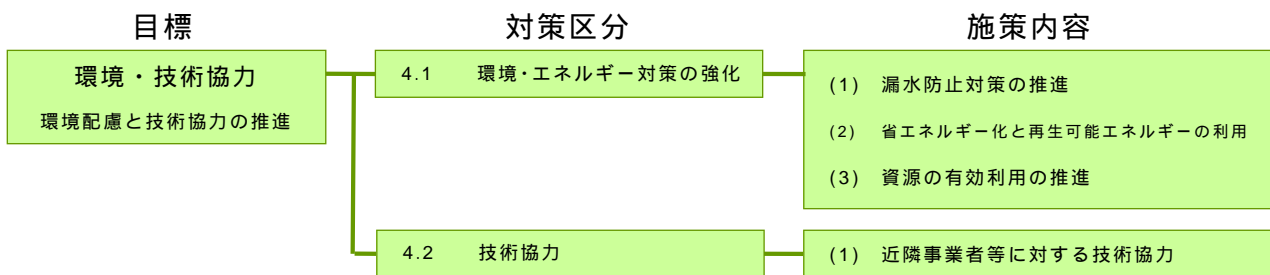 目標
対策区分
施策内容
環境・技術協力
環境配慮と技術協力の推進
4.1 環境・エネルギー対策の強化
(1) 漏水防止対策の推進
(2) 省エネルギー化と再生可能エネルギーの利用
(3) 資源の有効利用の推進
4.2 技術協力
(1) 近隣事業者等に対する技術協力